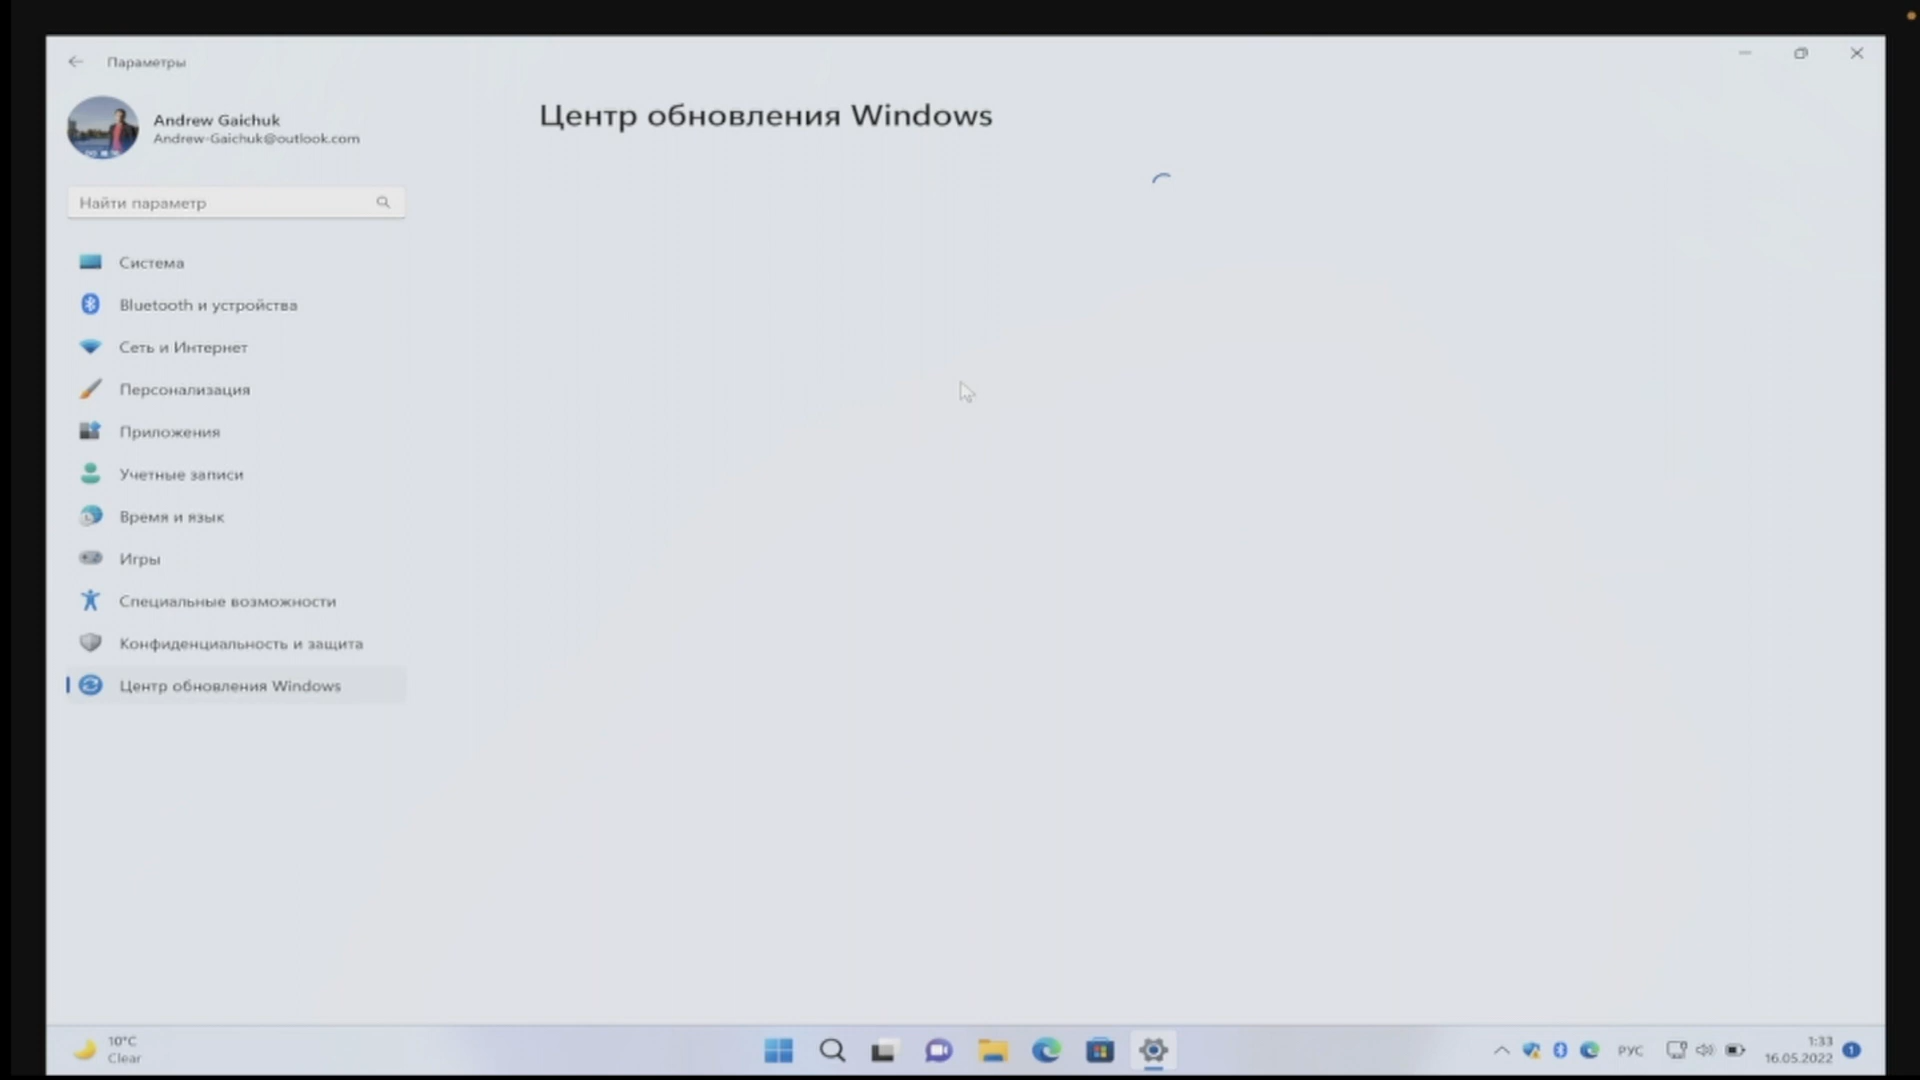 Параметры
Andrew Gaichuk
Andrew-Gaichuk@outlook.com
Найти параметр
Система
Bluetooth и устройства
Сеть и Интернет
Персонализация
Приложения
Учетные записи
Время и язык
Игры
Специальные возможности
Конфиденциальность и защита
Центр обновления Windows
Центр обновления Windows
10°C
Clear
РУС
1:33
16.05.2022
1